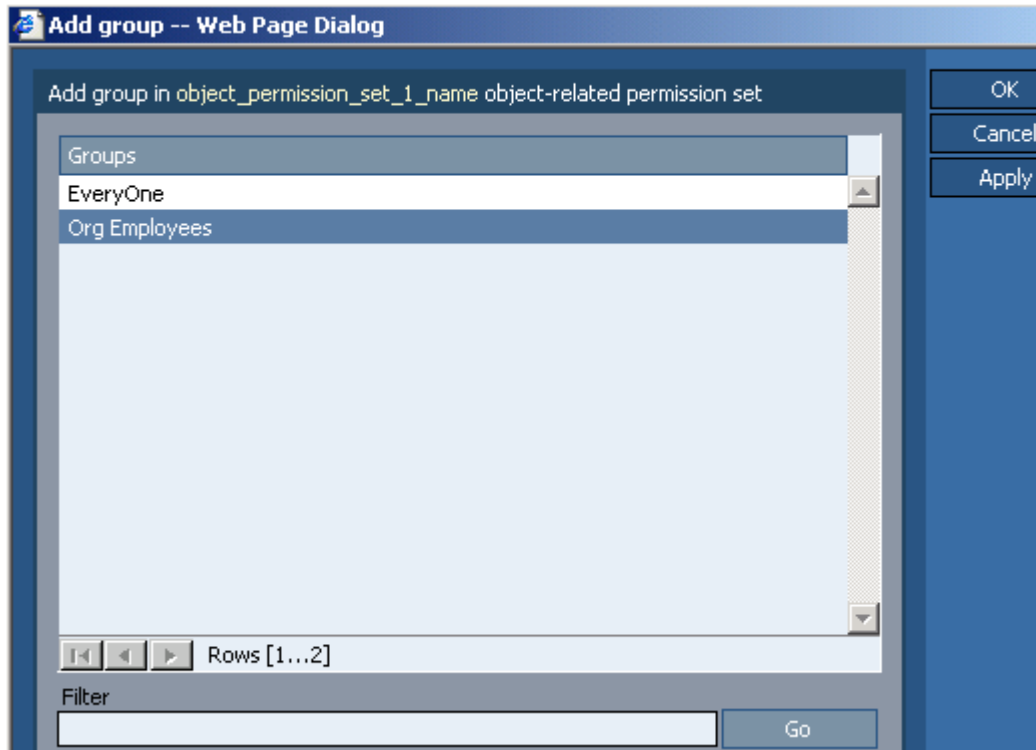 Add group -- Web Page Dialog
Add group in object_permission_set_1_name object-related permission set
OK
Cancel
Apply
Groups
EveryOne
Org Employees
Rows [1...2]
Filter
Go